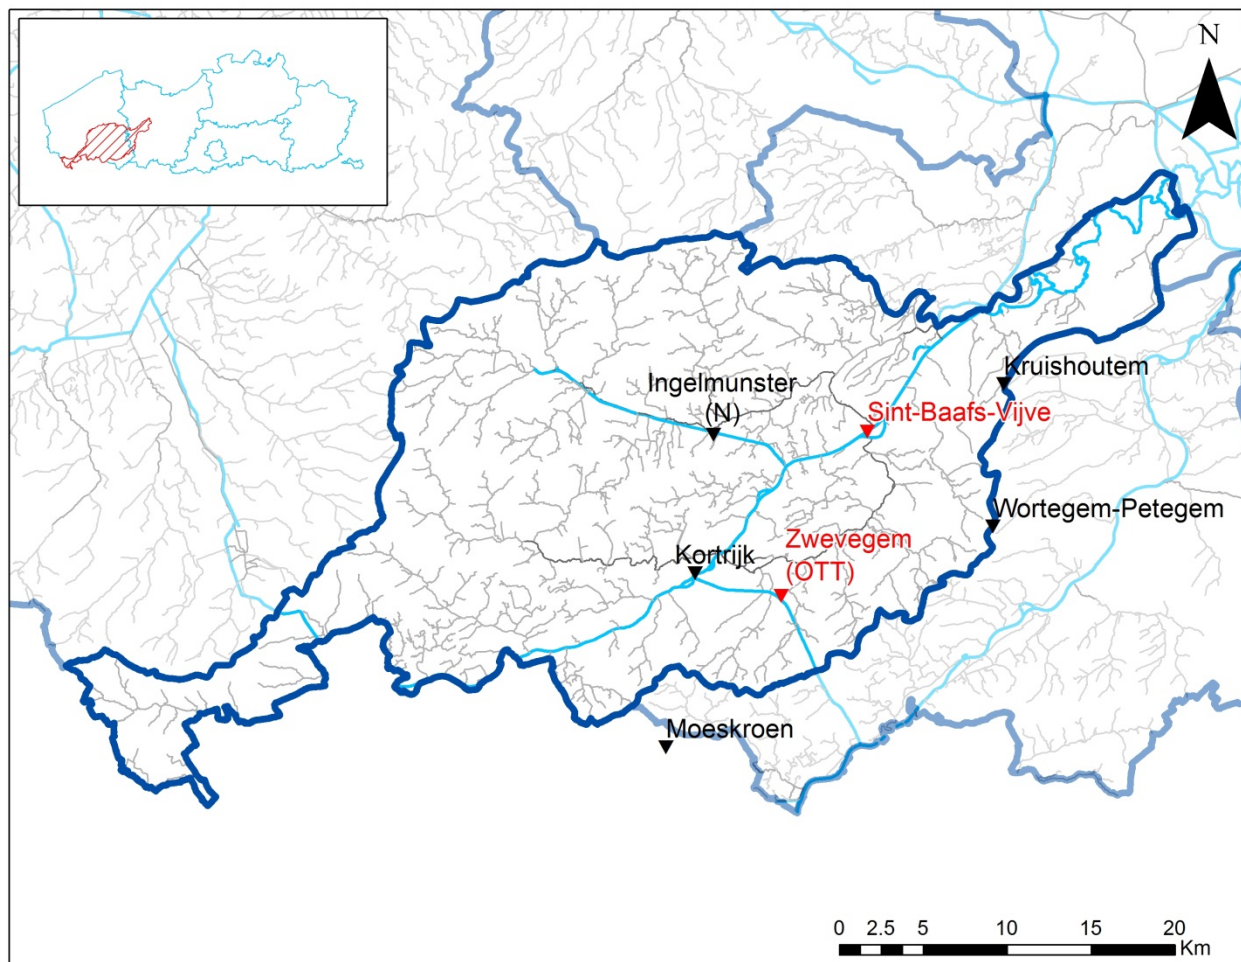 N
Kruishoutem
Ingelmunster
(N)
Sint-Baafs-Vijve
Wortegem-Petegem
Zwevegem
(OTT)
Kortrijk
Moeskroen
0 2.5 5 10 15 20
Km